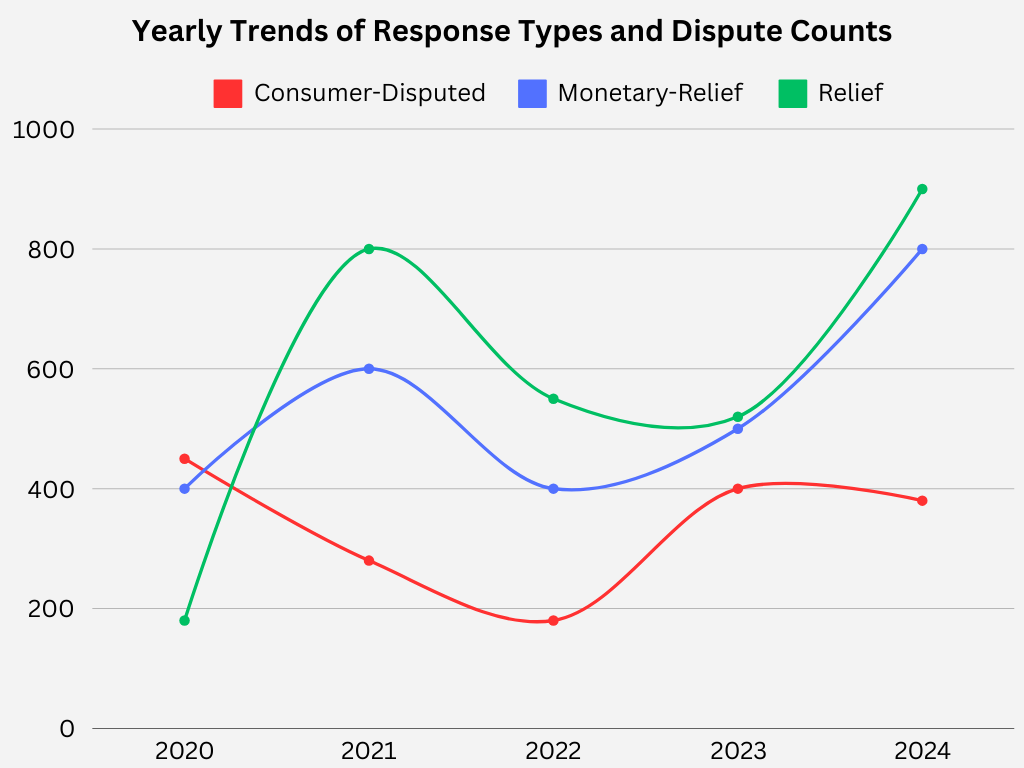 Yearly Trends of Response Types and Dispute Counts
Consumer-Disputed Monetary-Relief Relief
1000
800
600
400
200
0
2020 2021 2022 2023 2024